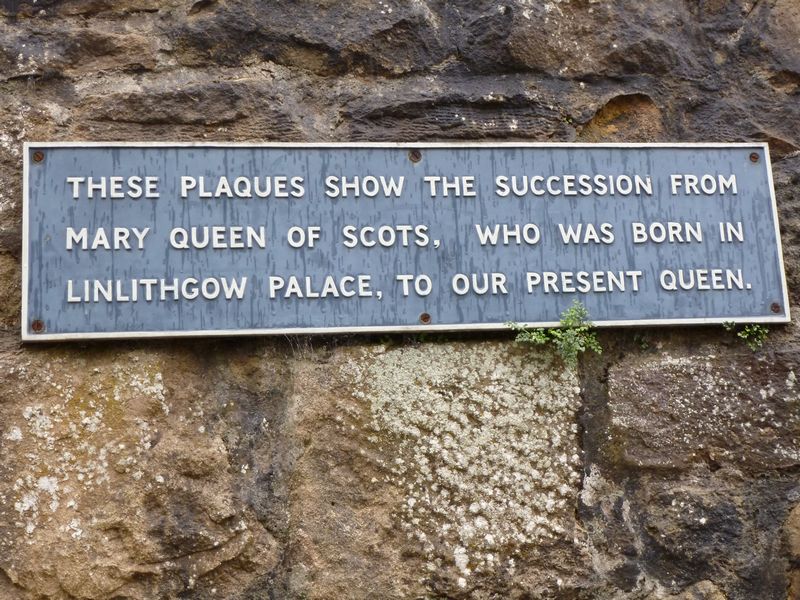 THESE PLAQUES SHOW THE SUCCESSION FROM
MARY QUEEN OF SCOTS, WHO WAS BORN IN
LINLITHGOW PALACE, TO OUR PRESENT QUEEN.